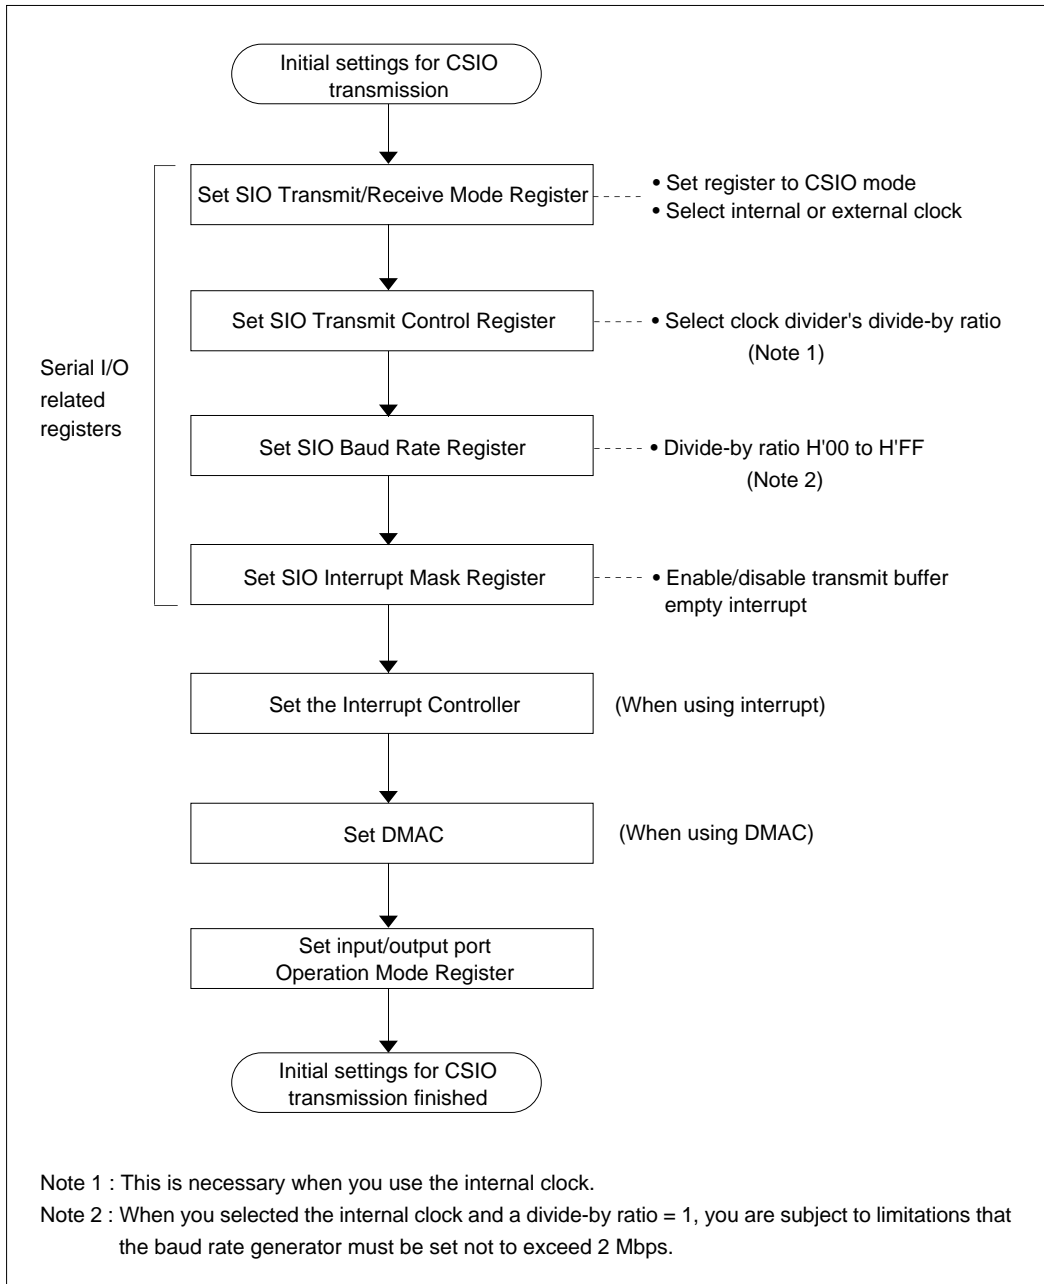 Initial settings for CSIO
transmission
Set SIO Transmit/Receive Mode Register
• Set register to CSIO mode
• Select internal or external clock
Set SIO Transmit Control Register
• Select clock divider's divide-by ratio
(Note 1)
Serial I/O
related
registers
Set SIO Baud Rate Register
• Divide-by ratio H'00 to H'FF
(Note 2)
Set SIO Interrupt Mask Register
• Enable/disable transmit buffer
empty interrupt
Set the Interrupt Controller
(When using interrupt)
Set DMAC
(When using DMAC)
Set input/output port
Operation Mode Register
Initial settings for CSIO
transmission finished
Note 1 : This is necessary when you use the internal clock.
Note 2 : When you selected the internal clock and a divide-by ratio = 1, you are subject to limitations that
the baud rate generator must be set not to exceed 2 Mbps.